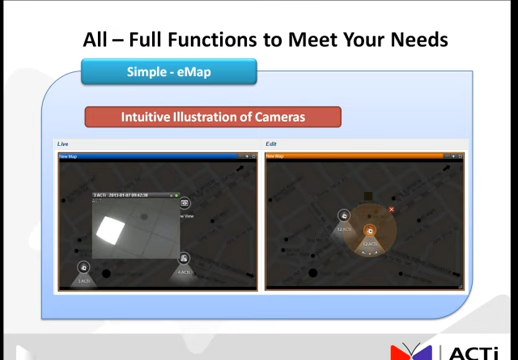 All – Full Functions to Meet Your Needs
Simple - eMap
Intuitive Illustration of Cameras
Live
Edit
New Map
New Map
ACTi